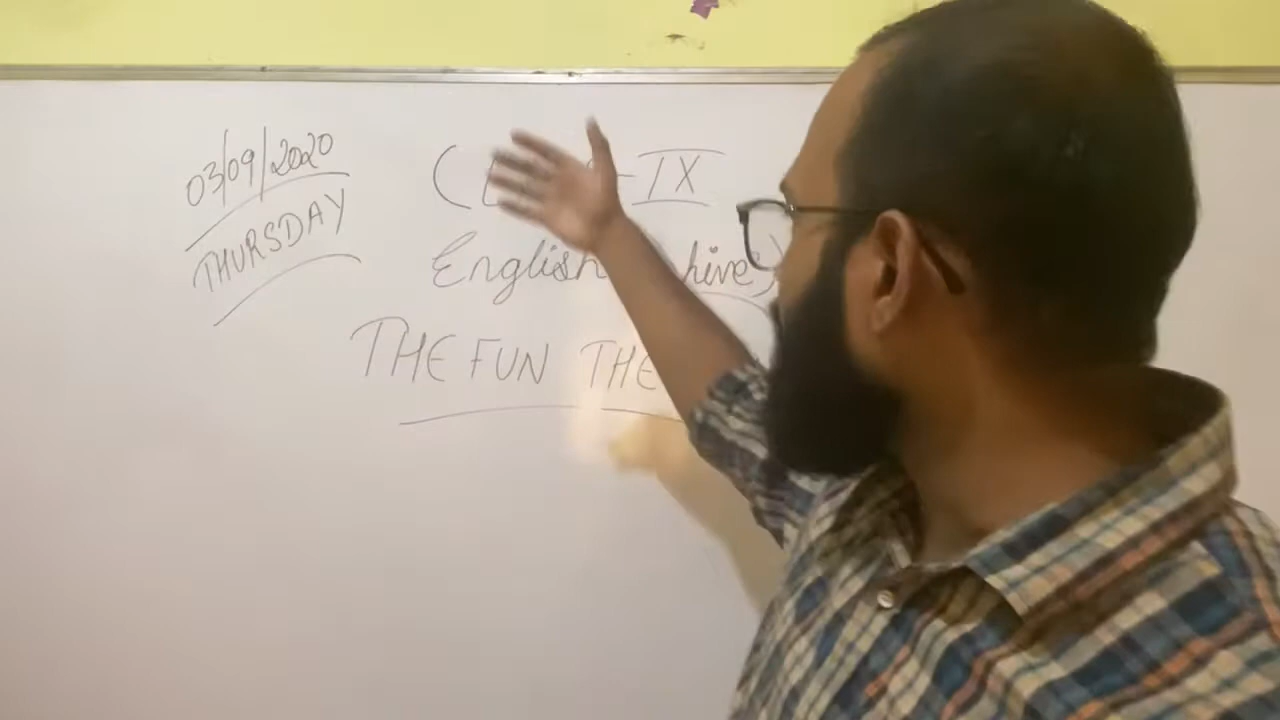 03/09/2020
THURSDAY
( - IX
English hive)
THE FUN THE